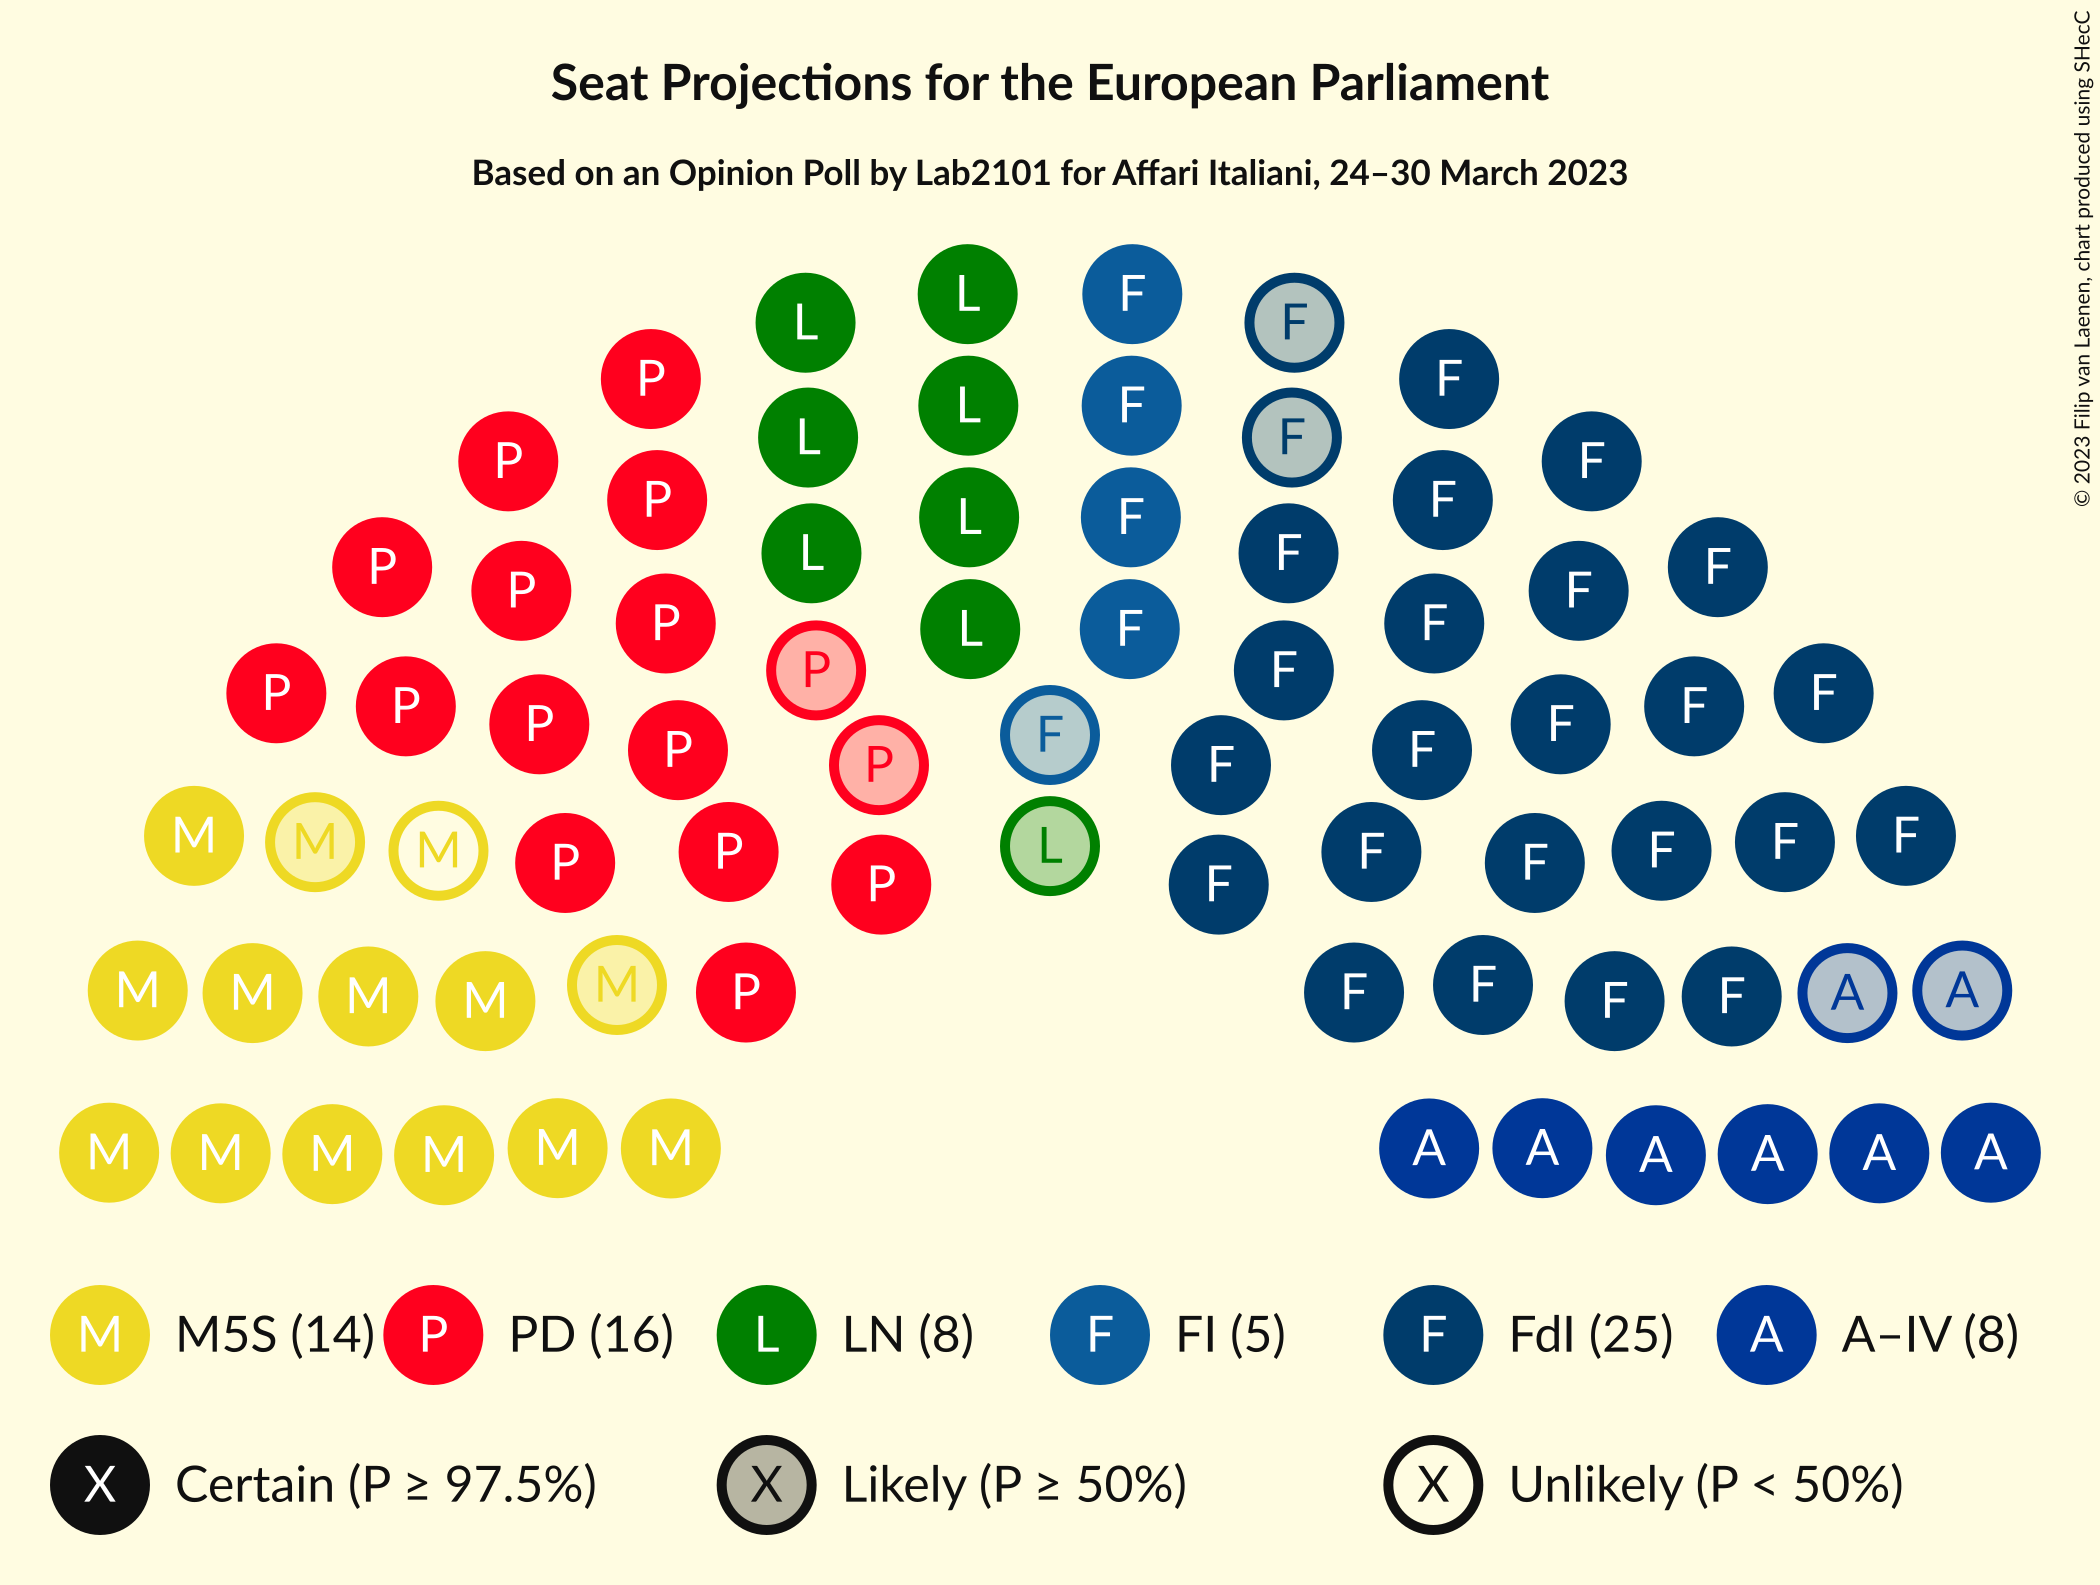 Seat Projections for the European Parliament
Based on an Opinion Poll by Lab2101 for Affari Italiani, 24–30 March 2023
© 2023 Filip van Laenen, chart produced using SHecC
L L F
L F F
P F
L F
L F
P F
P F
L F
P F
L F
P F
P F
P F
L F
P F
L F
P P F F
P F
P P F F
P F F
P F
M M M F F
P P L F F
P P F F
M M M M M P F F F F A A
M M M M M M A A A A A A
M M5S (14) P PD (16) L LN (8) F FI (5) F FdI (25) A A–IV (8)
X Certain (P ≥ 97.5%) X Likely (P ≥ 50%) X Unlikely (P < 50%)